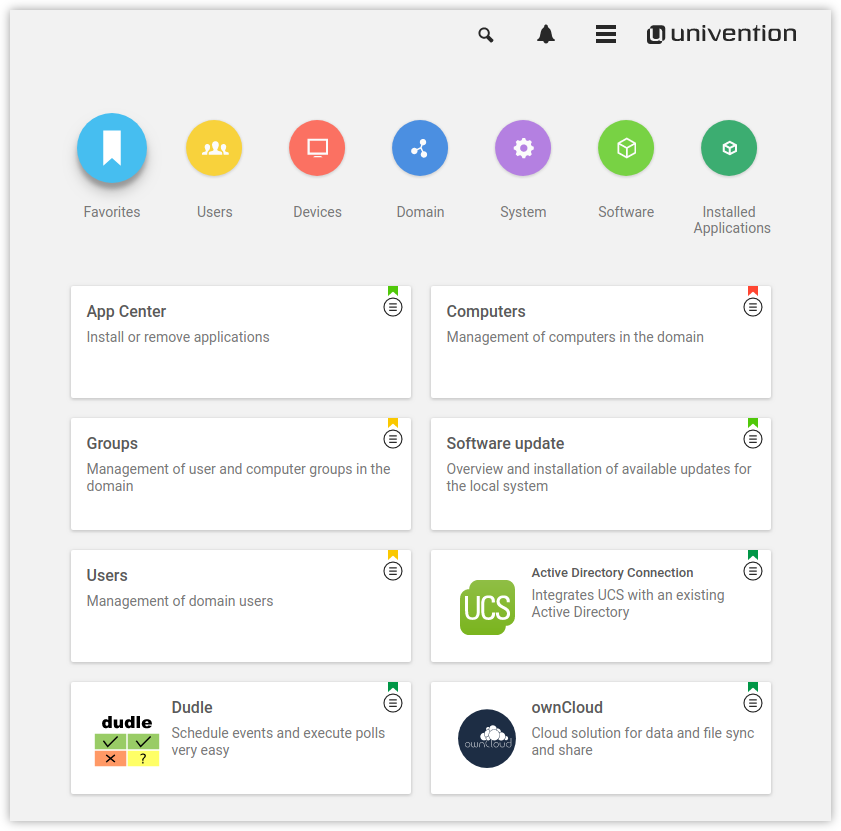 univention
Favorites
Users
Devices
Domain
System
Software
Installed
Applications
App Center
Install or remove applications
Computers
Management of computers in the domain
Groups
Management of user and computer groups in the
domain
Software update
Overview and installation of available updates for
the local system
Users
Management of domain users
UCS
Active Directory Connection
Integrates UCS with an existing
Active Directory
dudle
?
Dudle
Schedule events and execute polls
very easy
ownCloud
ownCloud
Cloud solution for data and file sync
and share